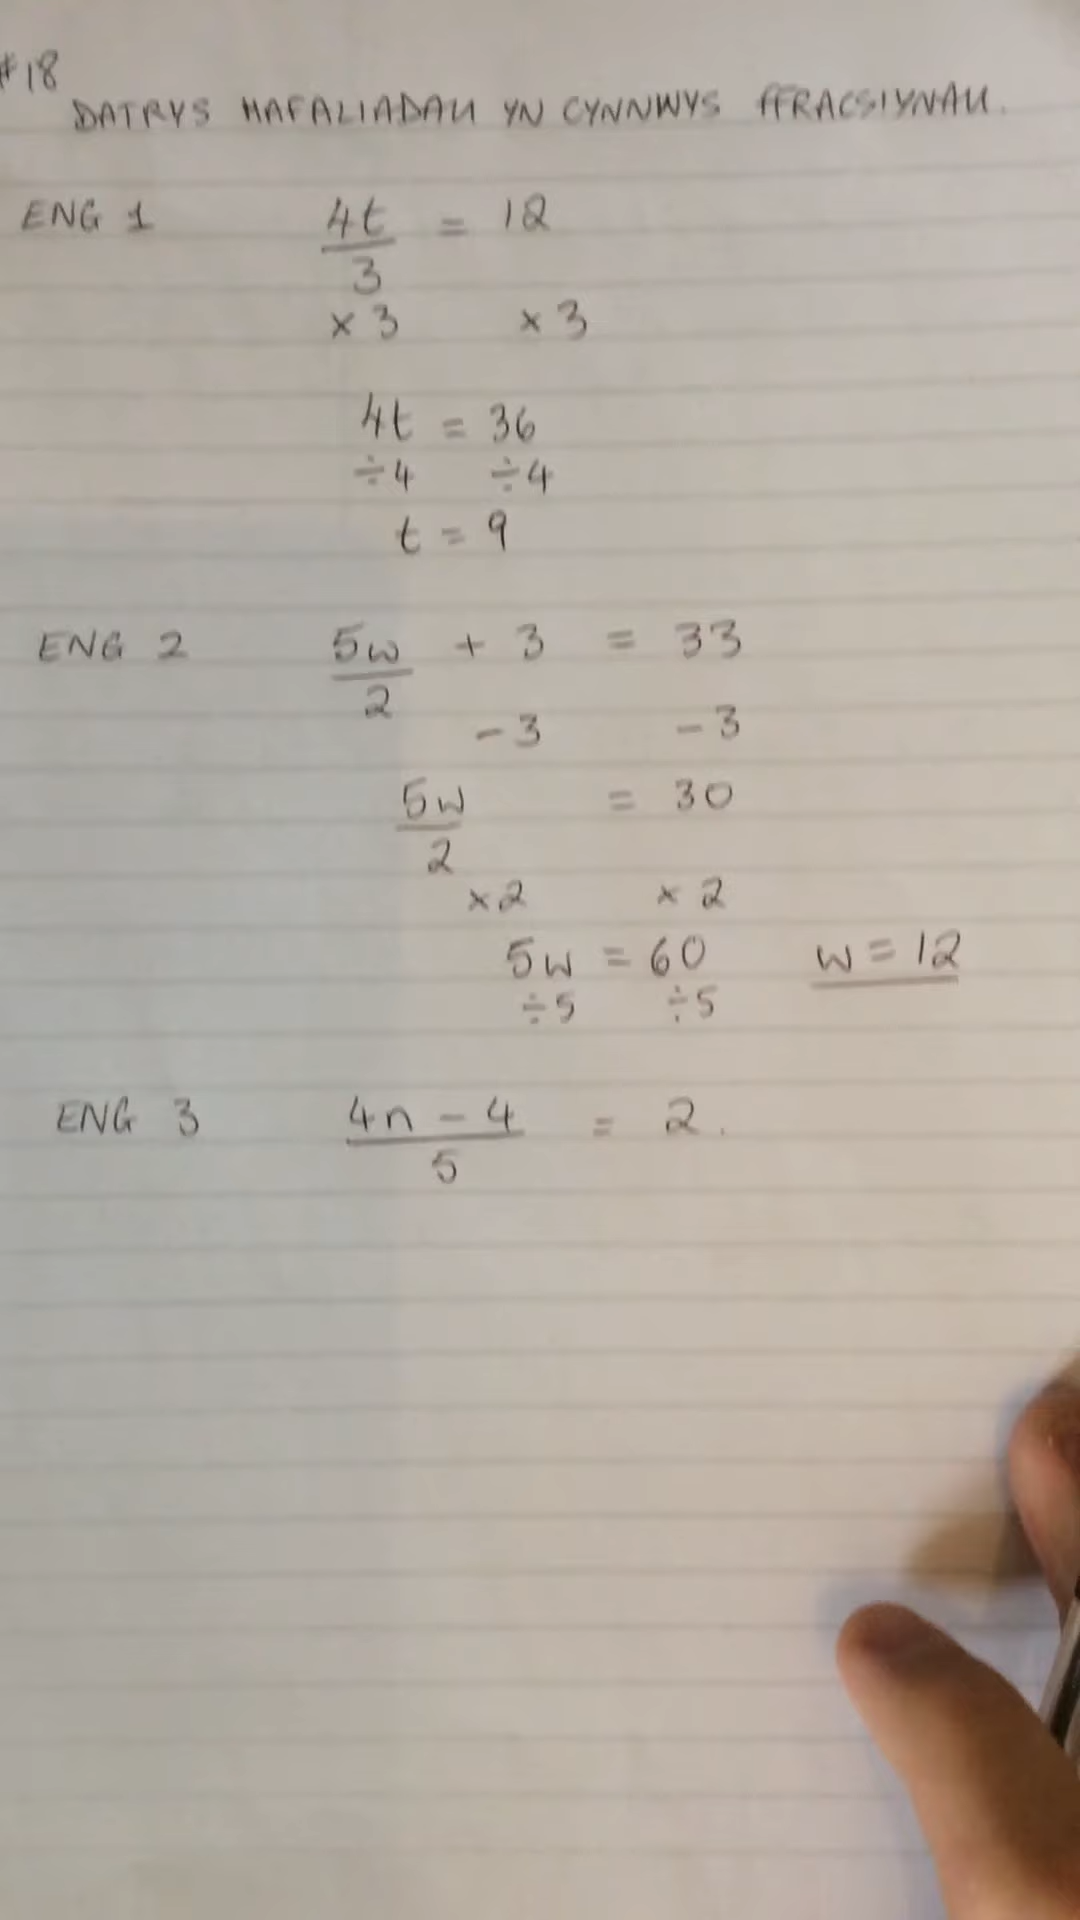 #18
DATRYS HAFALIADAU YN CYNNWYS FFRACSIYNAU.
ENG 1 4t/3 = 12
×3 ×3
4t = 36
÷4 ÷4
t = 9
ENG 2 5w/2 + 3 = 33
-3 -3
5w/2 = 30
×2 ×2
5w = 60 w = 12
÷5 ÷5
ENG 3 4n - 4/5 = 2.